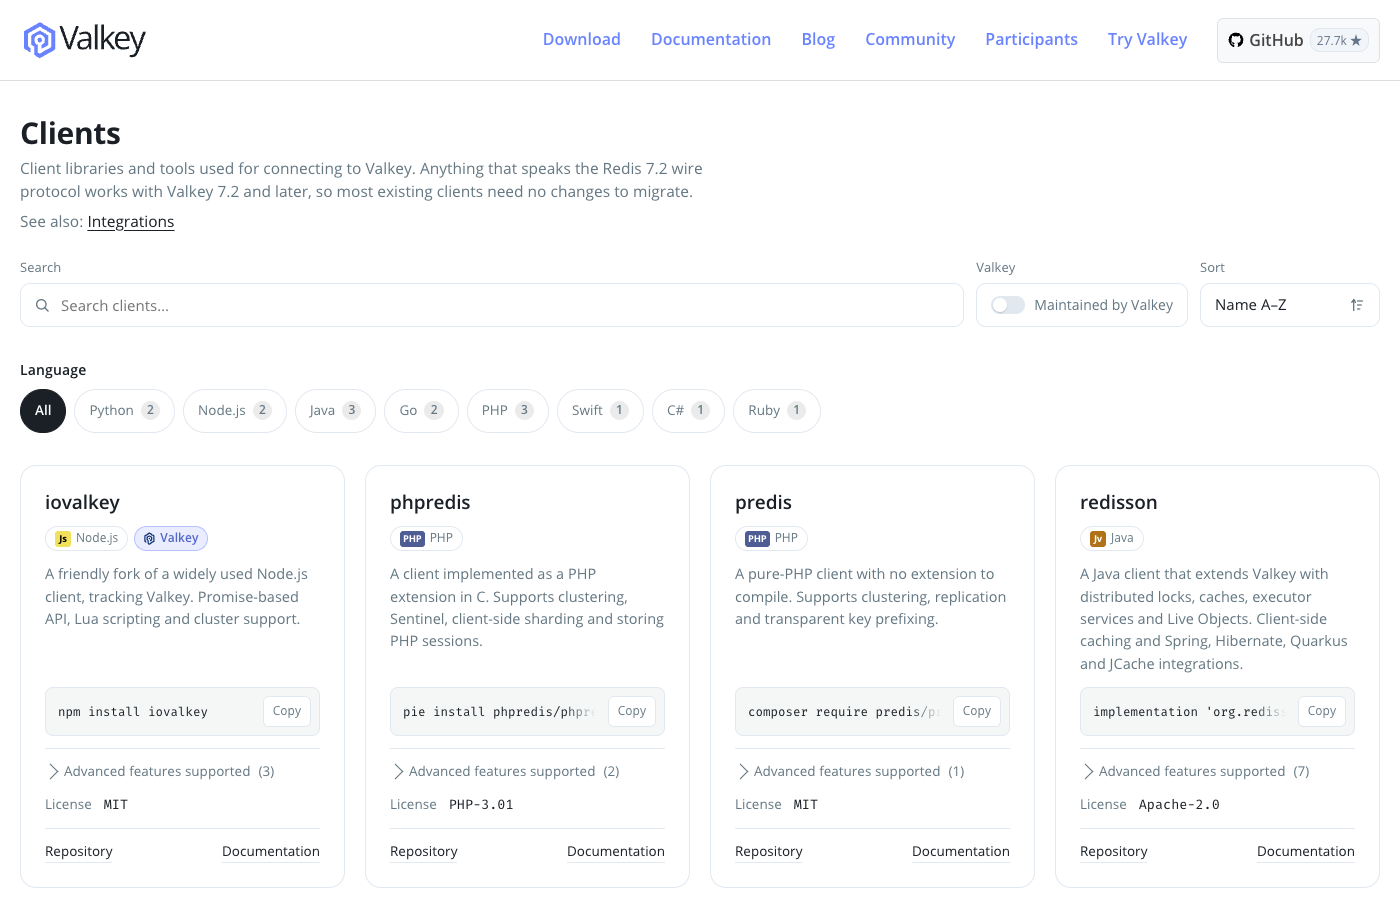 Valkey
Download
Documentation
Blog
Community
Participants
Try Valkey
GitHub 27.7k ★
Clients
Client libraries and tools used for connecting to Valkey. Anything that speaks the Redis 7.2 wire
protocol works with Valkey 7.2 and later, so most existing clients need no changes to migrate.
See also: Integrations
Search
Search clients...
Valkey
Maintained by Valkey
Sort
Name A–Z
Language
All
Python 2
Node.js 2
Java 3
Go 2
PHP 3
Swift 1
C# 1
Ruby 1
iovalkey
Js Node.js Valkey
A friendly fork of a widely used Node.js
client, tracking Valkey. Promise-based
API, Lua scripting and cluster support.
npm install iovalkey
Copy
Advanced features supported (3)
License MIT
Repository
Documentation
phpredis
PHP PHP
A client implemented as a PHP
extension in C. Supports clustering,
Sentinel, client-side sharding and storing
PHP sessions.
pie install phpredis/phpre
Copy
Advanced features supported (2)
License PHP-3.01
Repository
Documentation
predis
PHP PHP
A pure-PHP client with no extension to
compile. Supports clustering, replication
and transparent key prefixing.
composer require predis/pr
Copy
Advanced features supported (1)
License MIT
Repository
Documentation
redisson
Jv Java
A Java client that extends Valkey with
distributed locks, caches, executor
services and Live Objects. Client-side
caching and Spring, Hibernate, Quarkus
and JCache integrations.
implementation 'org.rediss
Copy
Advanced features supported (7)
License Apache-2.0
Repository
Documentation